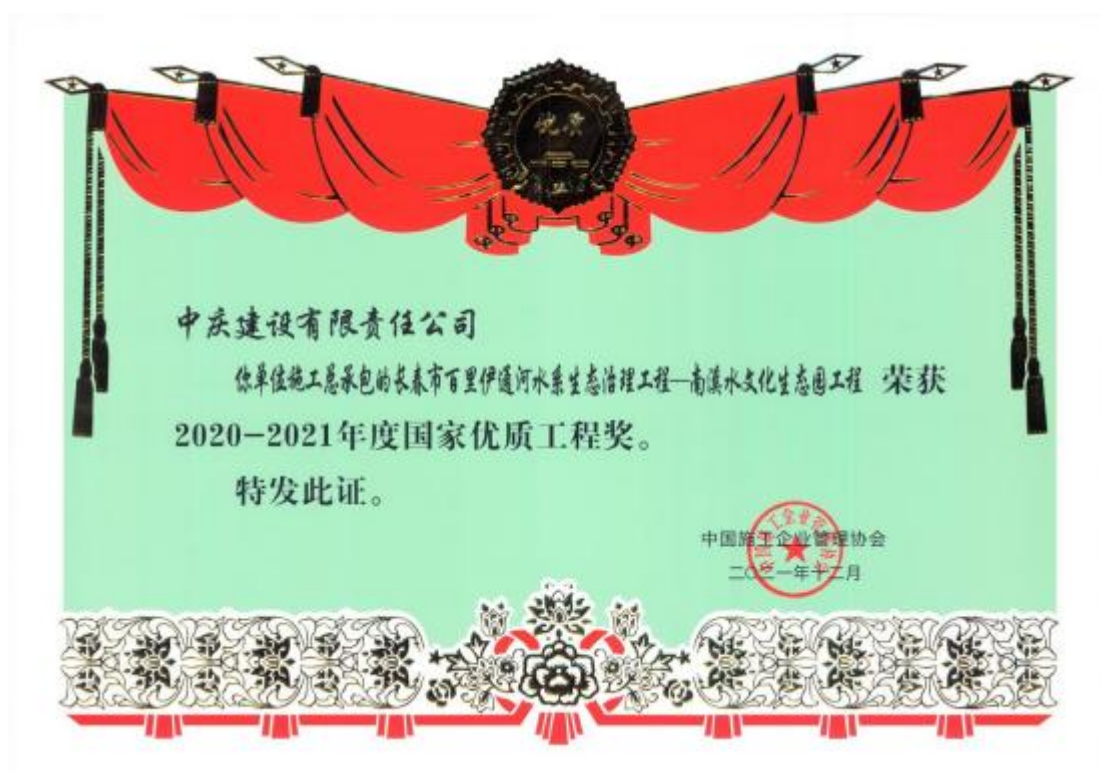 中庆建设有限责任公司
你单位施工总承包的长春市百里伊通河水系生态治理工程—南溪水文化生态园工程 荣获
2020-2021年度国家优质工程奖。
特发此证。
中国施工企业管理协会
二〇二一年十二月